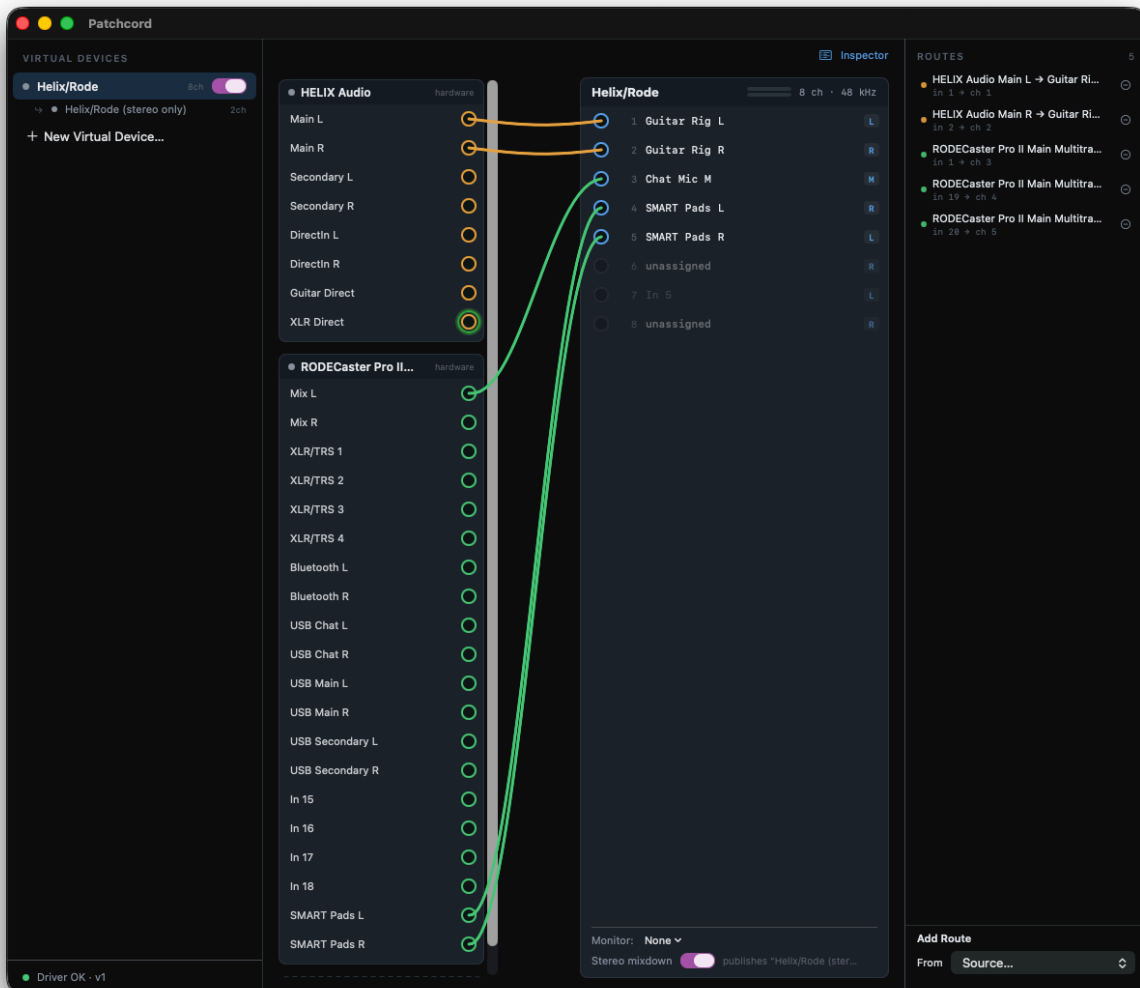 Patchcord
VIRTUAL DEVICES
Helix/Rode 8ch
↳ Helix/Rode (stereo only) 2ch
+ New Virtual Device...
Driver OK · v1
Inspector
HELIX Audio hardware
Main L
Main R
Secondary L
Secondary R
DirectIn L
DirectIn R
Guitar Direct
XLR Direct
RODECaster Pro II... hardware
Mix L
Mix R
XLR/TRS 1
XLR/TRS 2
XLR/TRS 3
XLR/TRS 4
Bluetooth L
Bluetooth R
USB Chat L
USB Chat R
USB Main L
USB Main R
USB Secondary L
USB Secondary R
In 15
In 16
In 17
In 18
SMART Pads L
SMART Pads R
Helix/Rode 8 ch · 48 kHz
1 Guitar Rig L L
2 Guitar Rig R R
3 Chat Mic M M
4 SMART Pads L R
5 SMART Pads R L
6 unassigned R
7 In 5 L
8 unassigned R
Monitor: None
Stereo mixdown publishes "Helix/Rode (ster...
ROUTES 5
HELIX Audio Main L → Guitar Ri...
in 1 → ch 1
HELIX Audio Main R → Guitar Ri...
in 2 → ch 2
RODECaster Pro II Main Multitra...
in 1 → ch 3
RODECaster Pro II Main Multitra...
in 19 → ch 4
RODECaster Pro II Main Multitra...
in 20 → ch 5
Add Route
From Source...